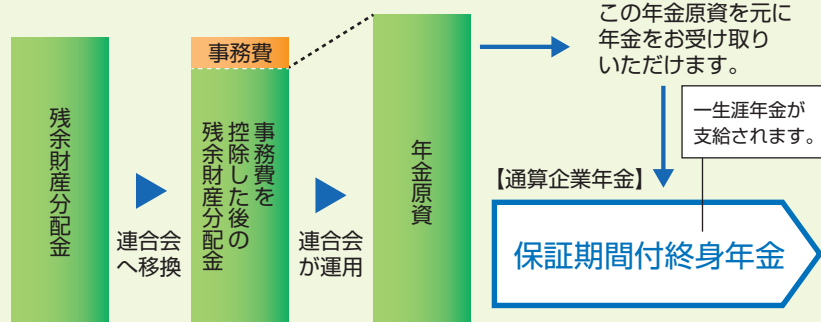 残余財産分配金
連合会
へ移換
事務費
事務費を
控除した後の
残余財産分配金
連合会
が運用
年金原資
この年金原資を元に
年金をお受け取り
いただけます。
一生涯年金が
支給されます。
【通算企業年金】
保証期間付終身年金